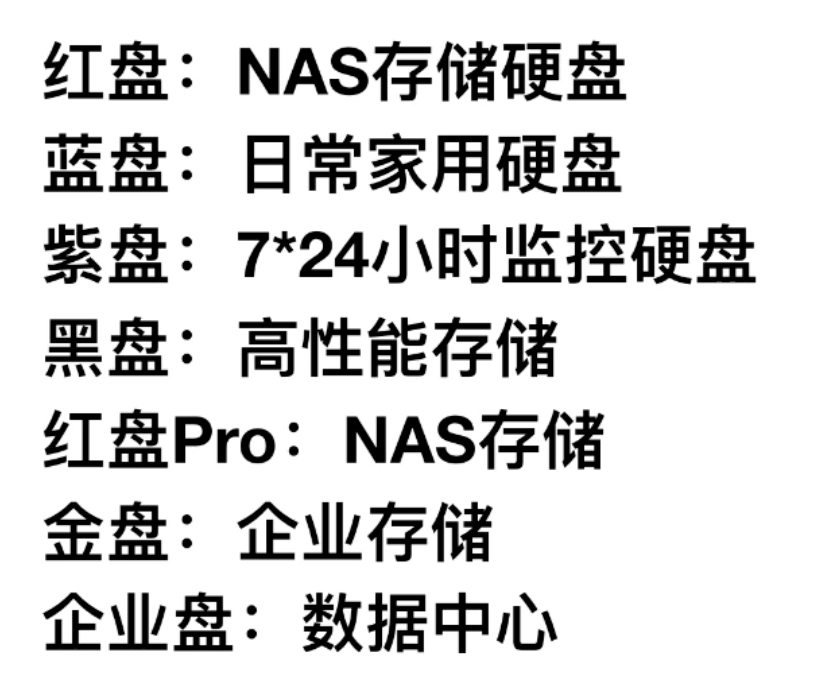 红盘：NAS存储硬盘
蓝盘：日常家用硬盘
紫盘：7*24小时监控硬盘
黑盘：高性能存储
红盘Pro：NAS存储
金盘：企业存储
企业盘：数据中心